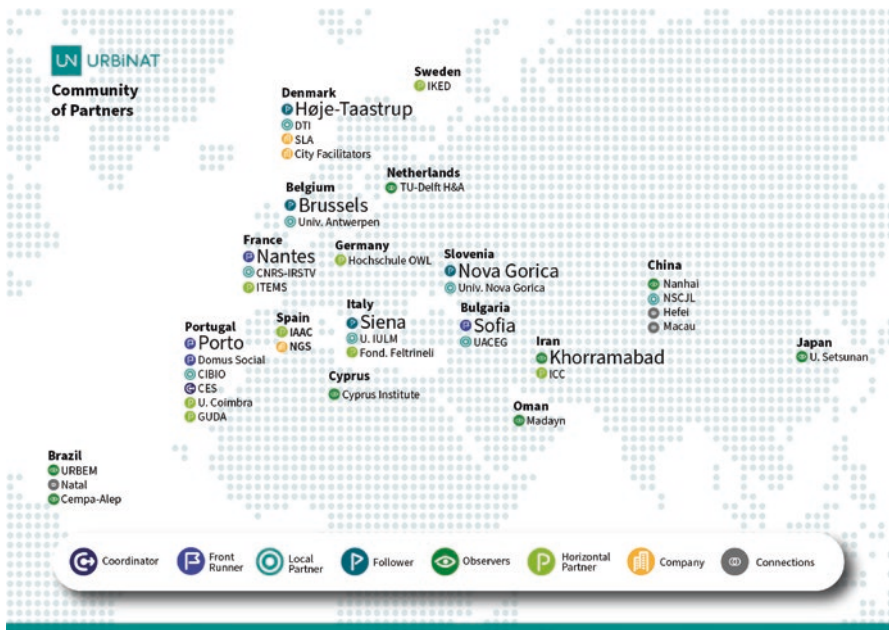 UN URBiNAT
Community
of Partners
Sweden
IKED
Denmark
Høje-Taastrup
DTI
SLA
City Facilitators
Netherlands
TU-Delft H&A
Belgium
Brussels
Univ. Antwerpen
France
Nantes
CNRS-IRSTV
ITEMS
Germany
Hochschule OWL
Slovenia
Nova Gorica
Univ. Nova Gorica
China
Nanhai
NSCJL
Hefei
Macau
Portugal
Porto
Domus Social
CIBIO
CES
U. Coimbra
GUDA
Spain
IAAC
NGS
Italy
Siena
U. IULM
Fond. Feltrineli
Bulgaria
Sofia
UACEG
Iran
Khorramabad
ICC
Japan
U. Setsunan
Cyprus
Cyprus Institute
Oman
Madayn
Brazil
URBEM
Natal
Cempa-Alep
Coordinator
Front
Runner
Local
Partner
Follower
Observers
Horizontal
Partner
Company
Connections